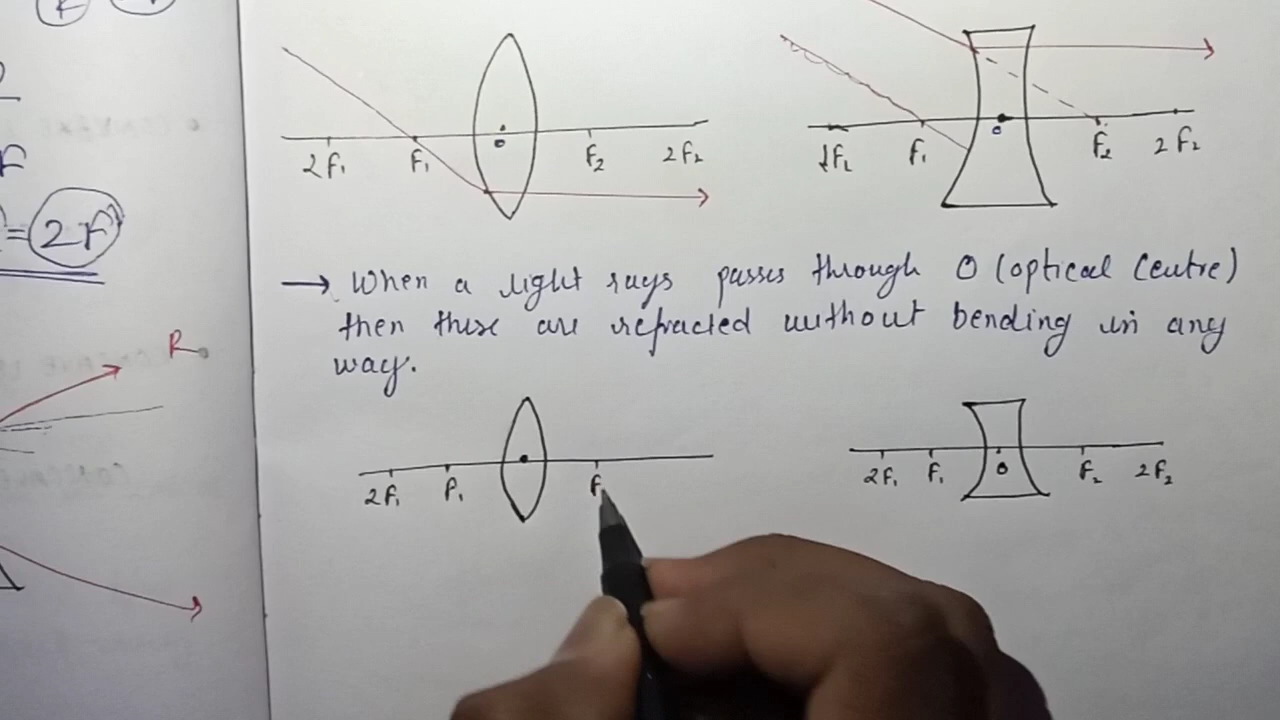 2F₁ F₁ o F₂ 2F₂
F₁ o F₂ 2F₂
= 2F
→ When a light rays passes through O (optical Centre)
then these are refracted without bending in any
way.
R
2F₁ F₁ F
2F₁ F₁ O F₂ 2F₂